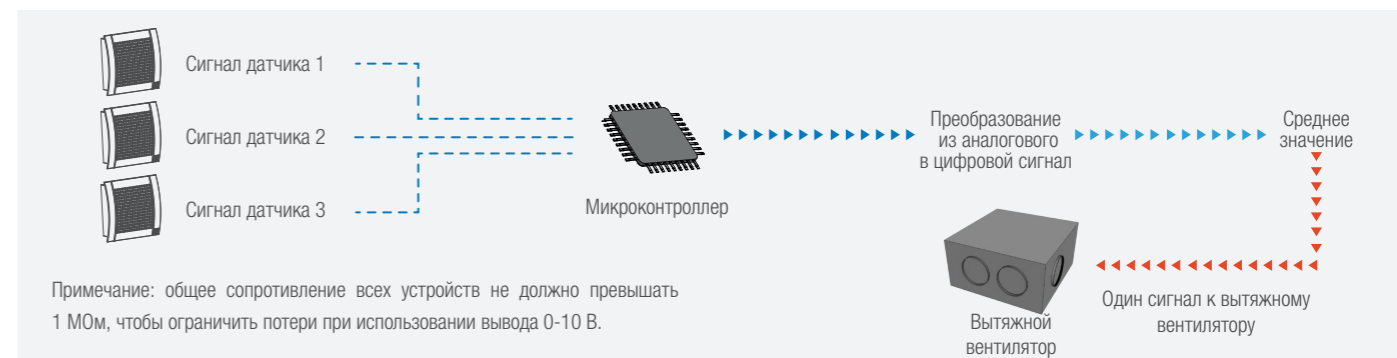 Сигнал датчика 1
Сигнал датчика 2
Сигнал датчика 3
Микроконтроллер
Преобразование
из аналогового
в цифровой сигнал
Среднее
значение
Один сигнал к вытяжному
вентилятору
Вытяжной
вентилятор
Примечание: общее сопротивление всех устройств не должно превышать
1 МОм, чтобы ограничить потери при использовании вывода 0-10 В.